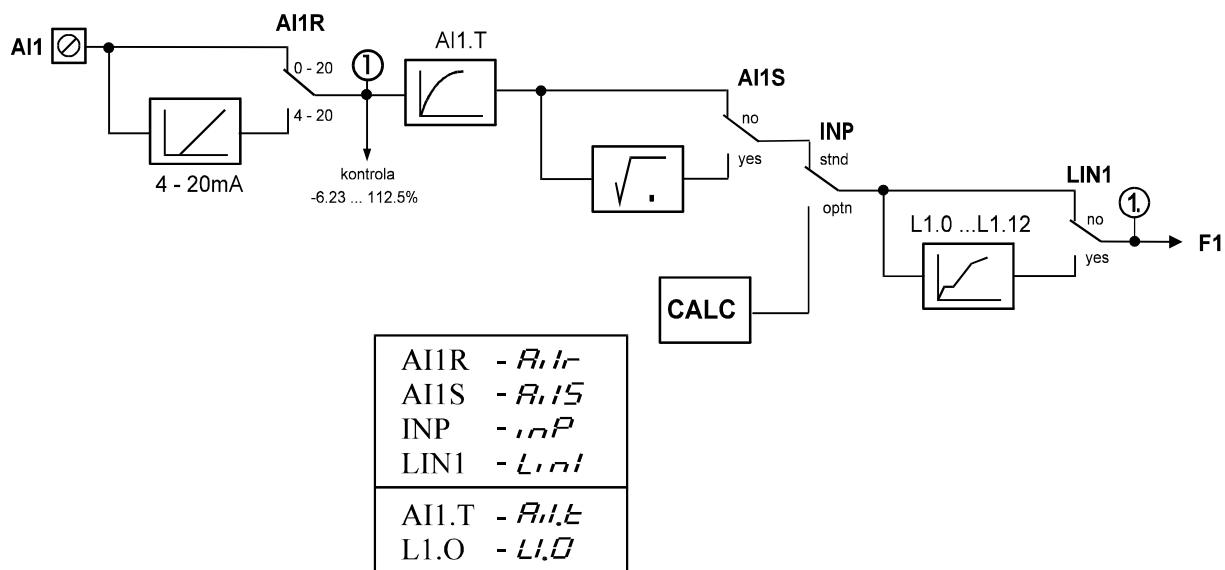 AI1
AI1R
0 - 20
4 - 20
4 - 20mA
1
kontrola
-6.23 ... 112.5%
AI1.T
AI1S
no
yes
√.
INP
stnd
optn
CALC
L1.0 ...L1.12
LIN1
no
yes
1.
F1
AI1R - Ai1r
AI1S - Ai1S
INP - inP
LIN1 - Lin1
AI1.T - Ai1.t
L1.O - L1.0